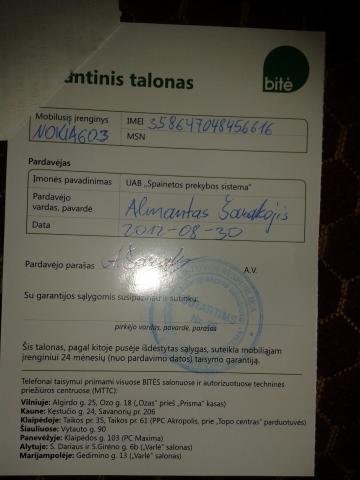 antinis talonas
bitė
Mobilusis įrenginys
NOKIA603
IMEI 358647048456616
MSN
Pardavėjas
Įmonės pavadinimas
UAB „Spainetos prekybos sistema“
Pardavėjo
vardas, pavardė
Almantas
Data
2012-08-30
Pardavėjo parašas
A.V.
Su garantijos sąlygomis susipažinau ir sutinku:
pirkėjo vardas, pavardė, parašas
Šis talonas, pagal kitoje pusėje išdėstytas sąlygas, suteikia mobiliajam
įrenginiui 24 mėnesių (nuo pardavimo datos) taisymo garantiją.
Telefonai taisymui priimami visuose BITĖS salonuose ir autorizuotuose techninės
priežiūros centruose (MTTC):
Vilniuje: Algirdo g. 25, Ozo g. 18 („Ozas“ prieš „Prisma“ kasas)
Kaune: Kęstučio g. 24, Savanorių pr. 206
Klaipėdoje: Taikos pr. 35, Taikos pr. 61 (PPC Akropolis, prie „Topo centras“ parduotuvės)
Šiauliuose: Vytauto g. 90
Panevėžyje: Klaipėdos g. 103 (PC Maxima)
Alytuje: S. Dariaus ir S.Girėno g. 6b („Varlė“ salonas)
Marijampolėje: Gedimino g. 13 („Varlė“ salonas)